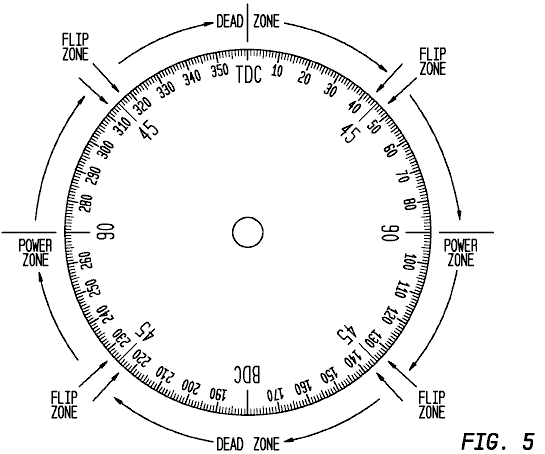 DEAD ZONE
FLIP
ZONE
FLIP
ZONE
TDC
350
10
340
20
330
30
320
40
310
50
45
45
300
60
290
70
280
80
90
90
POWER
ZONE
POWER
ZONE
260
100
250
110
240
120
230
130
45
45
220
140
210
150
200
160
190
170
BDC
FLIP
ZONE
FLIP
ZONE
DEAD ZONE
FIG. 5